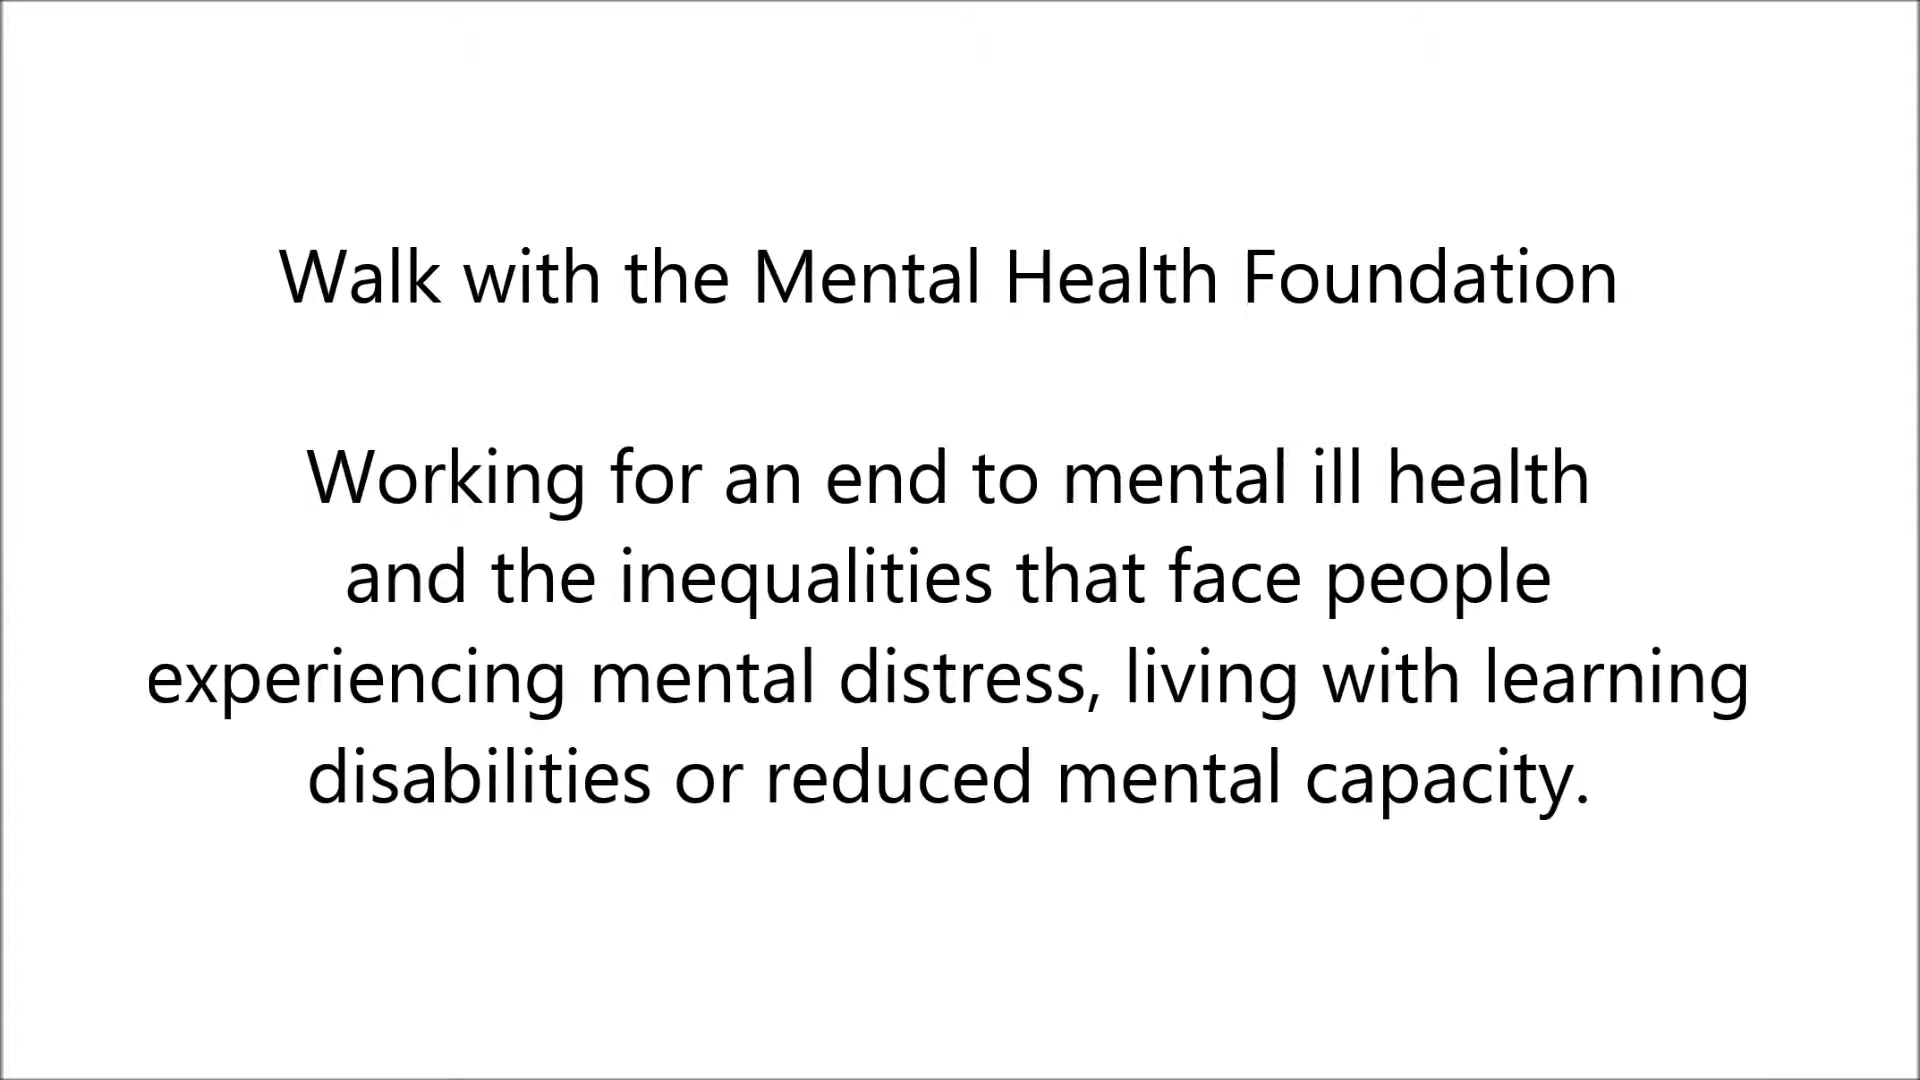 Walk with the Mental Health Foundation
Working for an end to mental ill health
and the inequalities that face people
experiencing mental distress, living with learning
disabilities or reduced mental capacity.